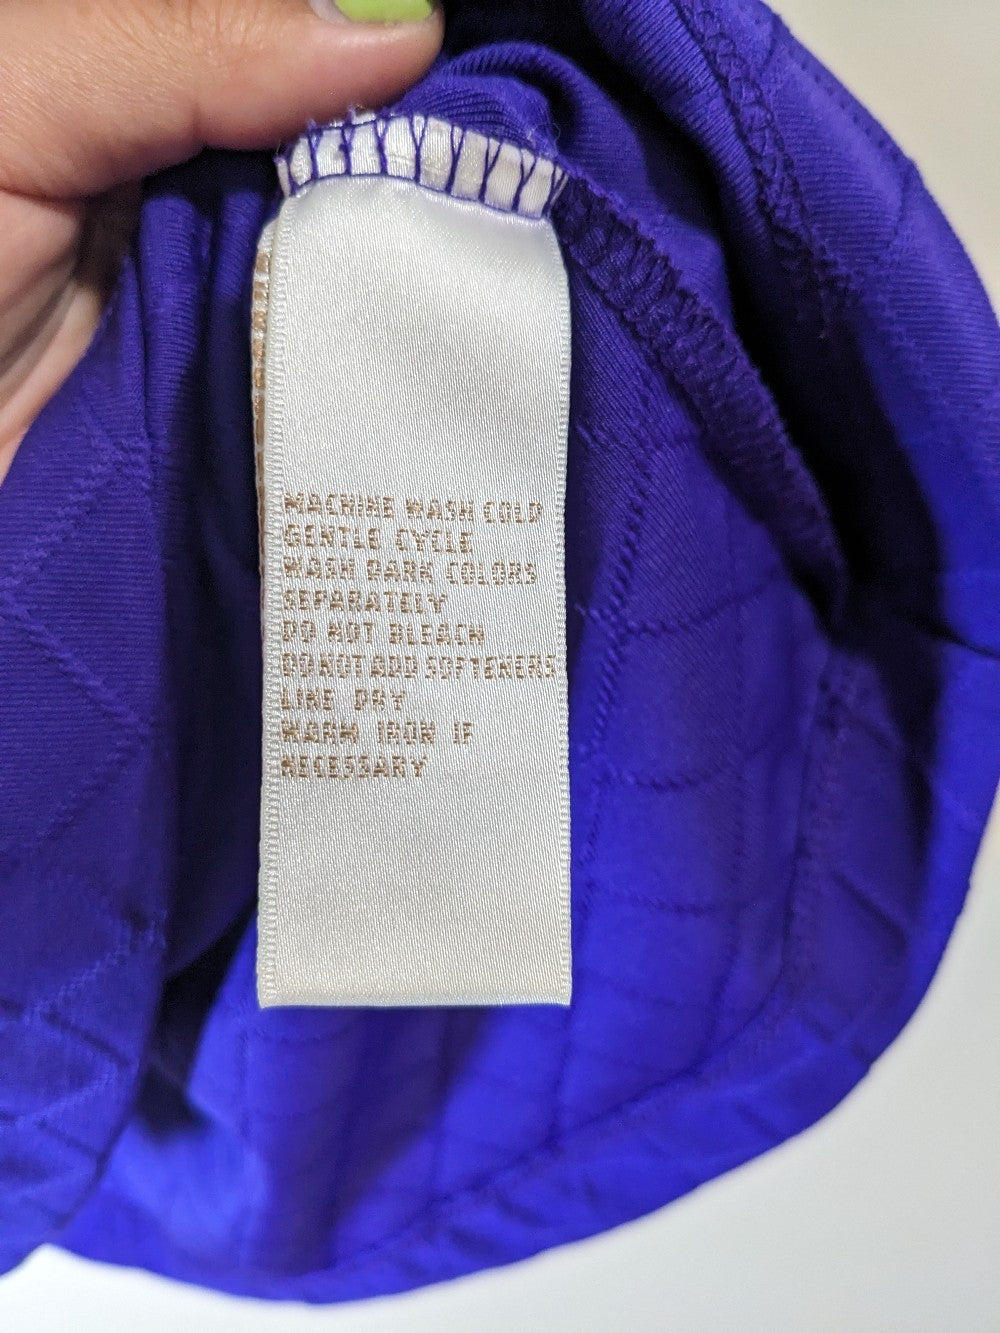 MACHINE WASH COLD
GENTLE CYCLE
WASH DARK COLORS
SEPARATELY
DO NOT BLEACH
DO NOT ADD SOFTENERS
LINE DRY
WARM IRON IF
NECESSARY